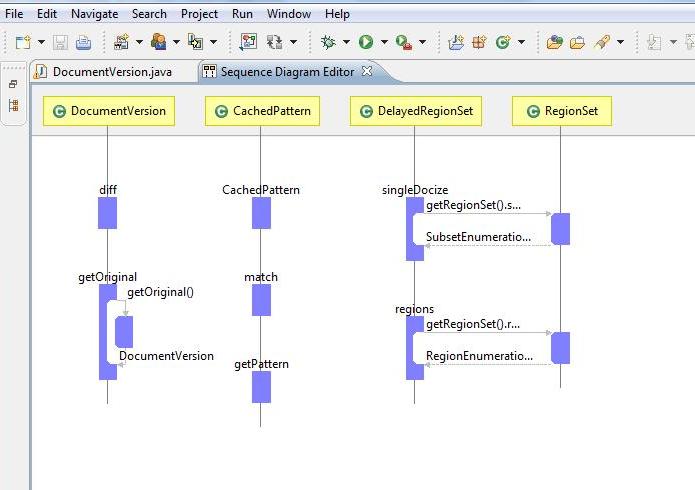 File Edit Navigate Search Project Run Window Help
DocumentVersion.java Sequence Diagram Editor
DocumentVersion CachedPattern DelayedRegionSet RegionSet
diff CachedPattern singleDocize
getRegionSet().s...
SubsetEnumeratio...
getOriginal match
getOriginal()
regions
getRegionSet().r...
DocumentVersion RegionEnumeratio...
getPattern